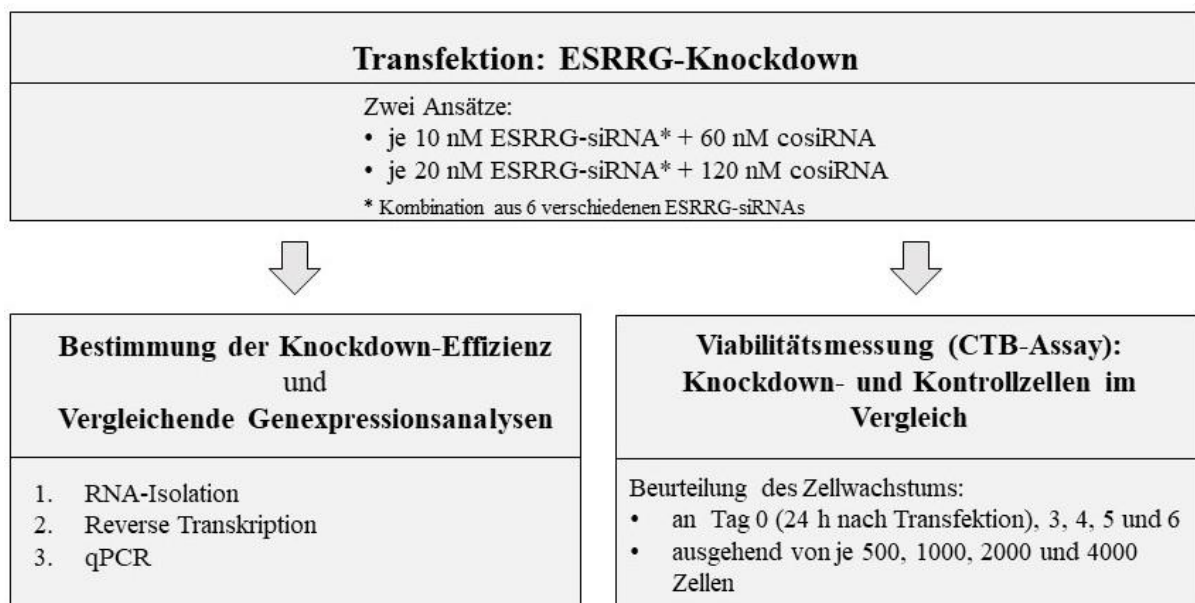 Transfektion: ESRRG-Knockdown
Zwei Ansätze:
• je 10 nM ESRRG-siRNA* + 60 nM cosiRNA
• je 20 nM ESRRG-siRNA* + 120 nM cosiRNA
* Kombination aus 6 verschiedenen ESRRG-siRNAs
Bestimmung der Knockdown-Effizienz
und
Vergleichende Genexpressionsanalysen
1. RNA-Isolation
2. Reverse Transkription
3. qPCR
Viabilitätsmessung (CTB-Assay):
Knockdown- und Kontrollzellen im
Vergleich
Beurteilung des Zellwachstums:
• an Tag 0 (24 h nach Transfektion), 3, 4, 5 und 6
• ausgehend von je 500, 1000, 2000 und 4000
Zellen